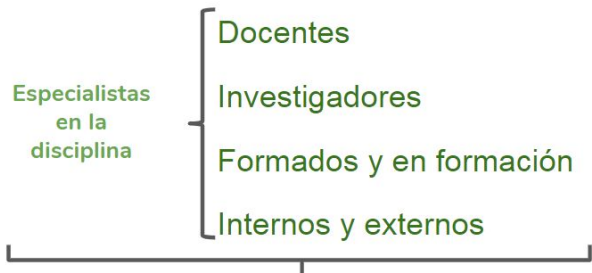 Especialistas
en la
disciplina
Docentes
Investigadores
Formados y en formación
Internos y externos